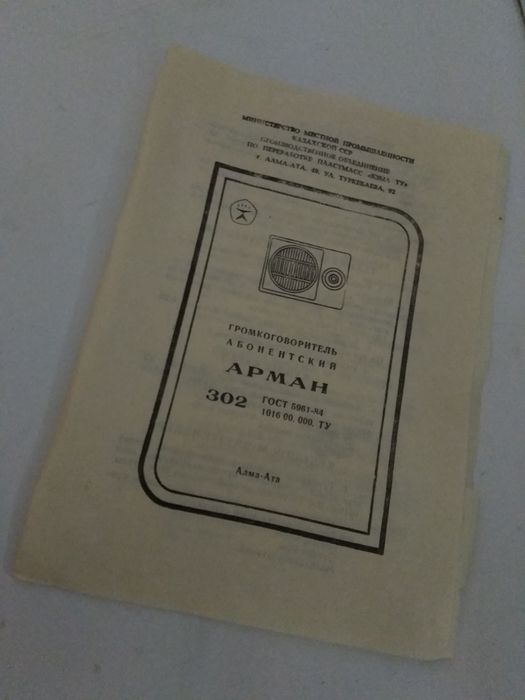 МИНИСТЕРСТВО МЕСТНОЙ ПРОМЫШЛЕННОСТИ
КАЗАХСКОЙ ССР
ПРОИЗВОДСТВЕННОЕ ОБЪЕДИНЕНИЕ
ПО ПЕРЕРАБОТКЕ ПЛАСТМАСС «КЗЫЛ ТУ»
г. АЛМА-АТА, 49, УЛ. ТУРКЕБАЕВА, 92
ГРОМКОГОВОРИТЕЛЬ
АБОНЕНТСКИЙ
АРМАН
302 ГОСТ 5961-84
1016 00. 000. ТУ
Алма-Ата